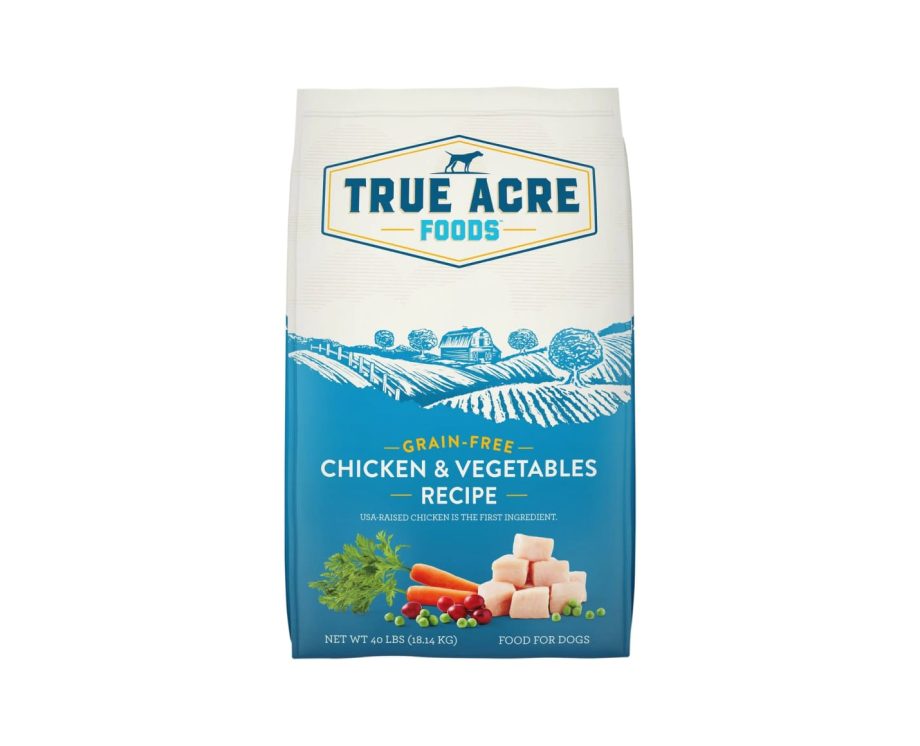 TRUE ACRE
FOODS™
GRAIN-FREE
CHICKEN & VEGETABLES
RECIPE
USA-RAISED CHICKEN IS THE FIRST INGREDIENT.
NET WT 40 LBS (18.14 KG)
FOOD FOR DOGS